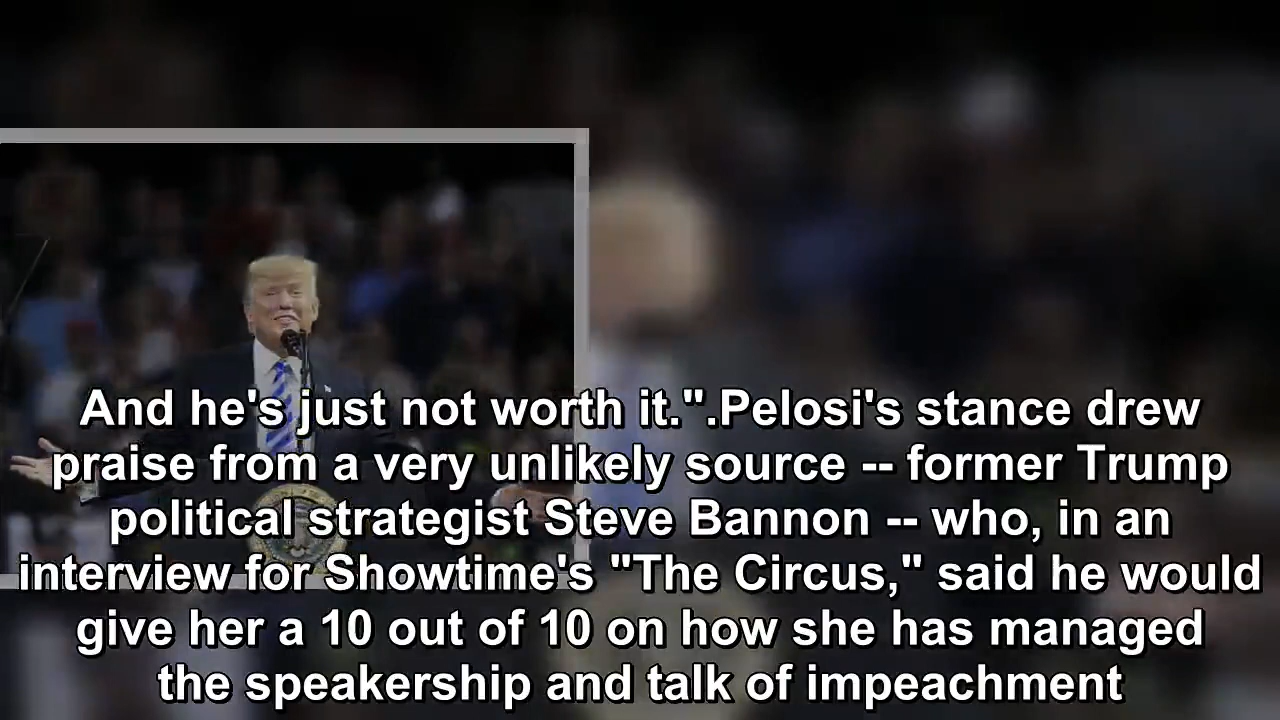 And he's just not worth it.".Pelosi's stance drew
praise from a very unlikely source -- former Trump
political strategist Steve Bannon -- who, in an
interview for Showtime's "The Circus," said he would
give her a 10 out of 10 on how she has managed
the speakership and talk of impeachment